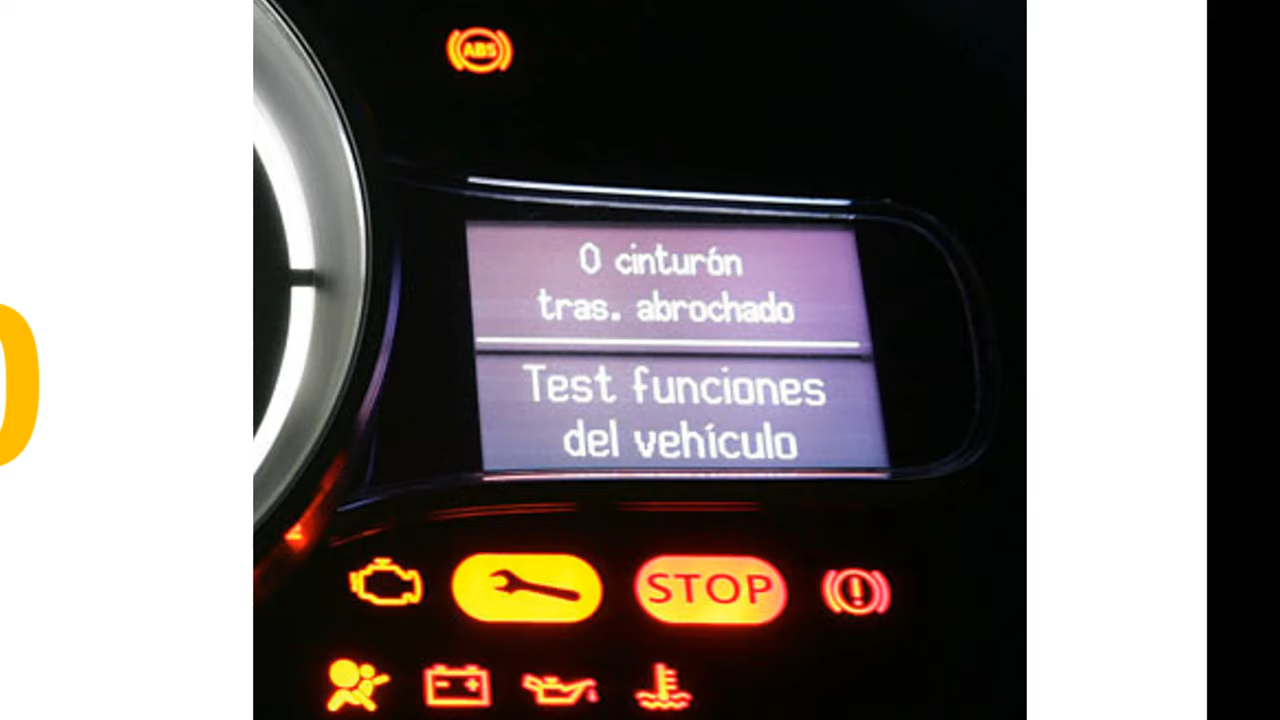 ABS
0 cinturón
tras. abrochado
Test funciones
del vehículo
STOP